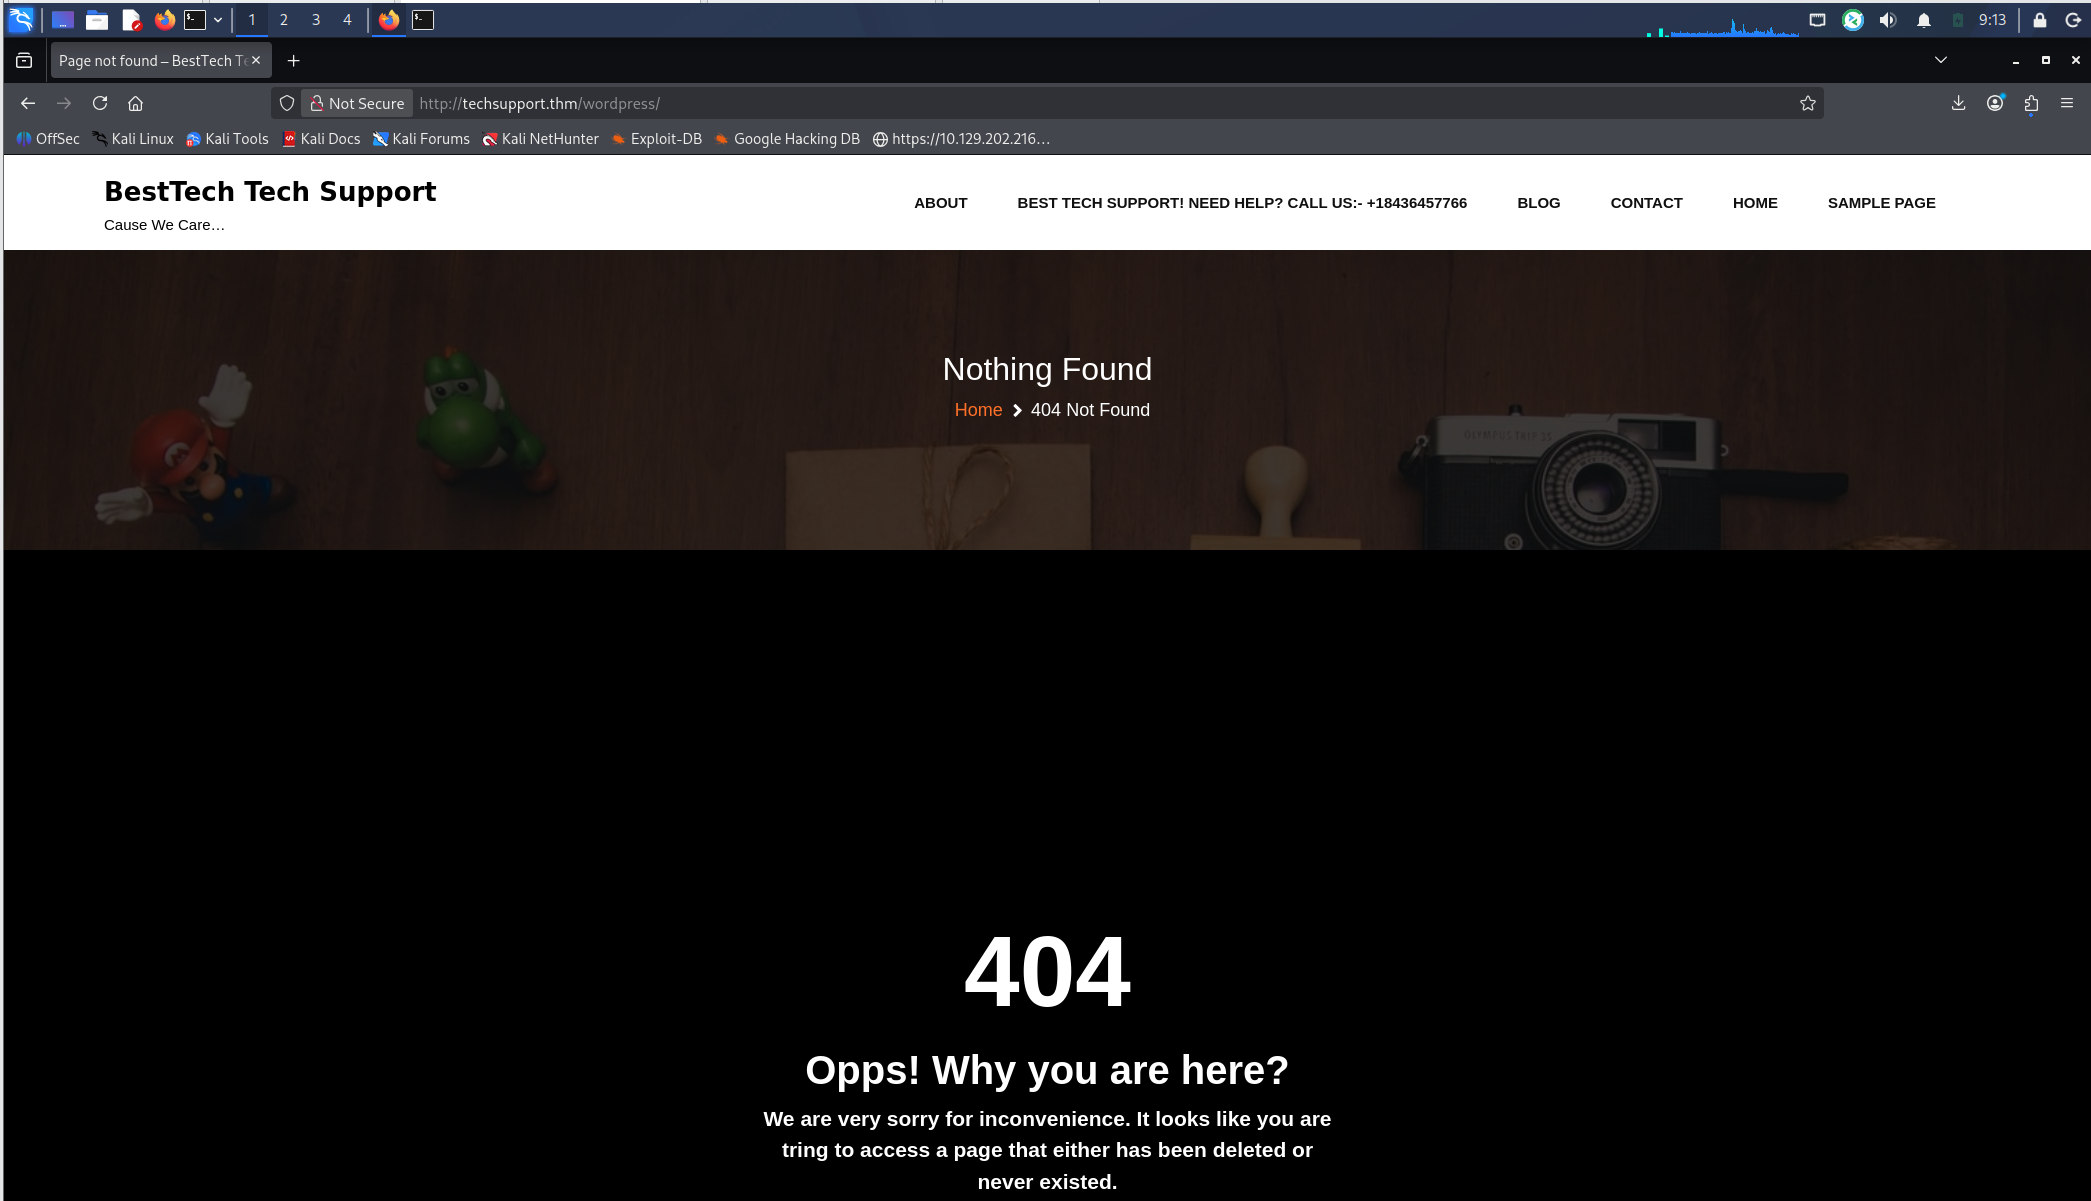 1 2 3 4 9:13
Page not found – BestTech Te
Not Secure http://techsupport.thm/wordpress/
OffSec Kali Linux Kali Tools Kali Docs Kali Forums Kali NetHunter Exploit-DB Google Hacking DB https://10.129.202.216…
BestTech Tech Support
Cause We Care…
ABOUT BEST TECH SUPPORT! NEED HELP? CALL US:- +18436457766 BLOG CONTACT HOME SAMPLE PAGE
Nothing Found
Home 404 Not Found
OLYMPUS TRIP 35
404
Opps! Why you are here?
We are very sorry for inconvenience. It looks like you are
tring to access a page that either has been deleted or
never existed.